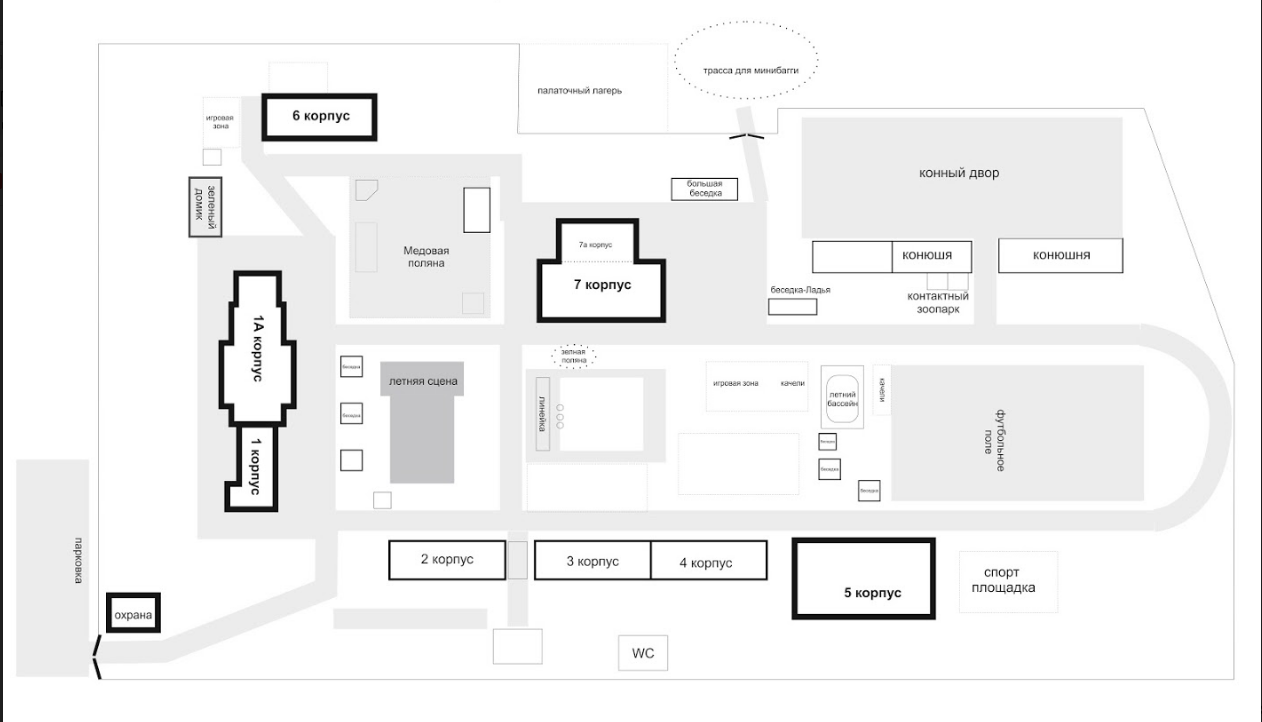 трасса для минибагги
палаточный лагерь
6 корпус
игровая
зона
зеленый
домик
большая
беседка
конный двор
7а корпус
7 корпус
Медовая
поляна
конюшя
конюшня
беседка-Ладья
контактный
зоопарк
1А корпус
1 корпус
беседка
беседка
летняя сцена
зелная
поляна
линейка
игровая зона
качели
летний
бассейн
качели
беседка
беседка
беседка
футбольное
поле
парковка
охрана
2 корпус
3 корпус
4 корпус
5 корпус
спорт
площадка
WC